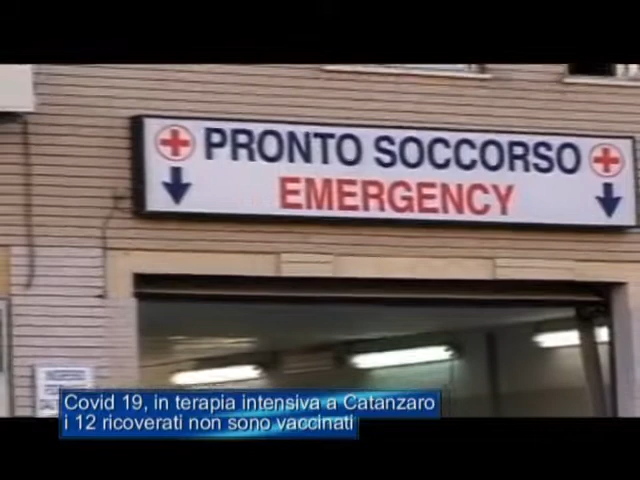 PRONTO SOCCORSO
EMERGENCY
Covid 19, in terapia intensiva a Catanzaro
i 12 ricoverati non sono vaccinati